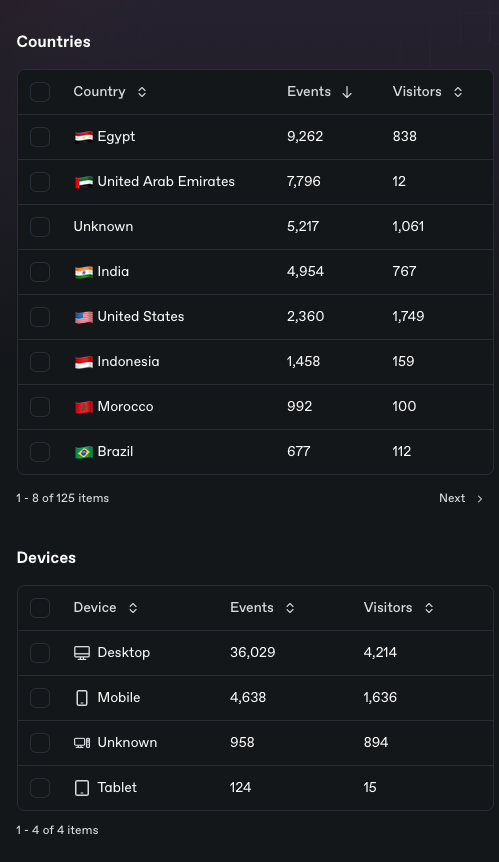 Countries
Country Events Visitors
Egypt 9,262 838
United Arab Emirates 7,796 12
Unknown 5,217 1,061
India 4,954 767
United States 2,360 1,749
Indonesia 1,458 159
Morocco 992 100
Brazil 677 112
1 - 8 of 125 items Next
Devices
Device Events Visitors
Desktop 36,029 4,214
Mobile 4,638 1,636
Unknown 958 894
Tablet 124 15
1 - 4 of 4 items